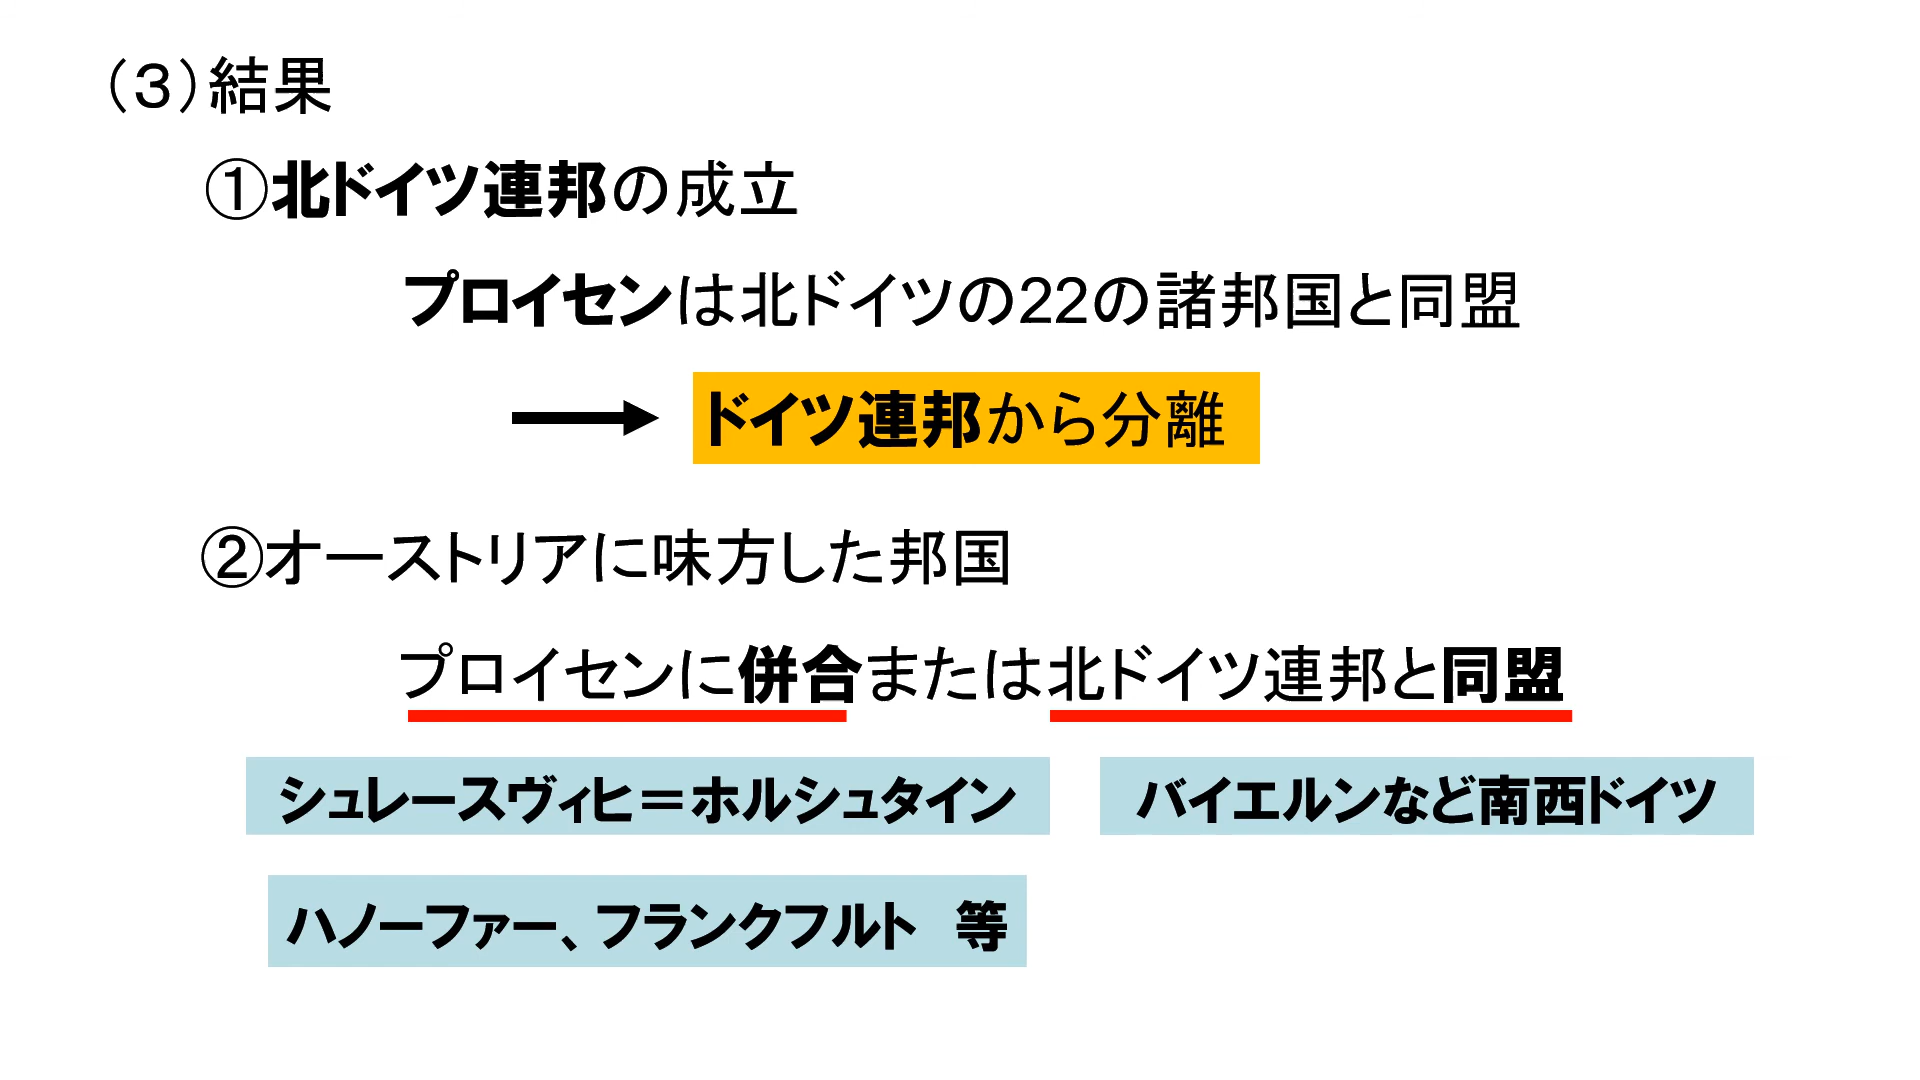 （３）結果
①北ドイツ連邦の成立
プロイセンは北ドイツの22の諸邦国と同盟
ドイツ連邦から分離
②オーストリアに味方した邦国
プロイセンに併合または北ドイツ連邦と同盟
シュレースヴィヒ＝ホルシュタイン
バイエルンなど南西ドイツ
ハノーファー、フランクフルト　等